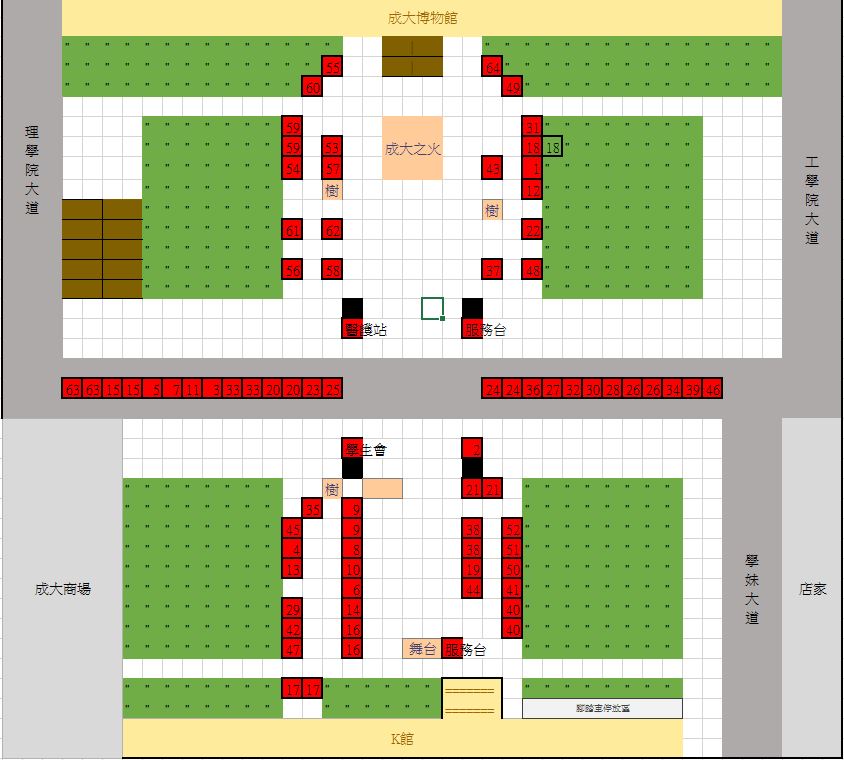 成大博物館
55
64
60
49
理學院大道
工學院大道
59
31
59 53 成大之火 18 18
54 57 43 1
樹 12
樹
61 62 22
56 58 37 48
醫護站 服務台
63 63 15 15 5 7 11 3 33 33 20 20 23 25 24 24 36 27 32 30 28 26 26 34 39 46
學生會 2
樹 21 21
35 9
45 9 38 52
4 8 38 51
13 10 19 50
成大商場 6 44 41 學妹大道 店家
29 14 40
42 16 40
47 16 舞台 服務台
17 17 =======
======= 腳踏車停放區
K館